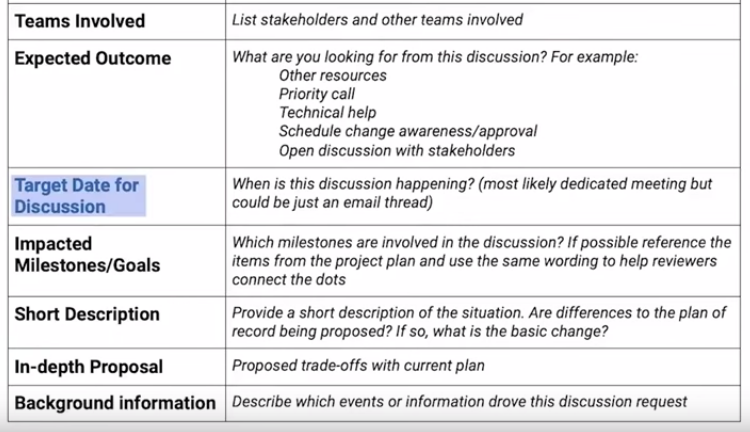 Teams Involved
List stakeholders and other teams involved
Expected Outcome
What are you looking for from this discussion? For example:
Other resources
Priority call
Technical help
Schedule change awareness/approval
Open discussion with stakeholders
Target Date for
Discussion
When is this discussion happening? (most likely dedicated meeting but
could be just an email thread)
Impacted
Milestones/Goals
Which milestones are involved in the discussion? If possible reference the
items from the project plan and use the same wording to help reviewers
connect the dots
Short Description
Provide a short description of the situation. Are differences to the plan of
record being proposed? If so, what is the basic change?
In-depth Proposal
Proposed trade-offs with current plan
Background information
Describe which events or information drove this discussion request